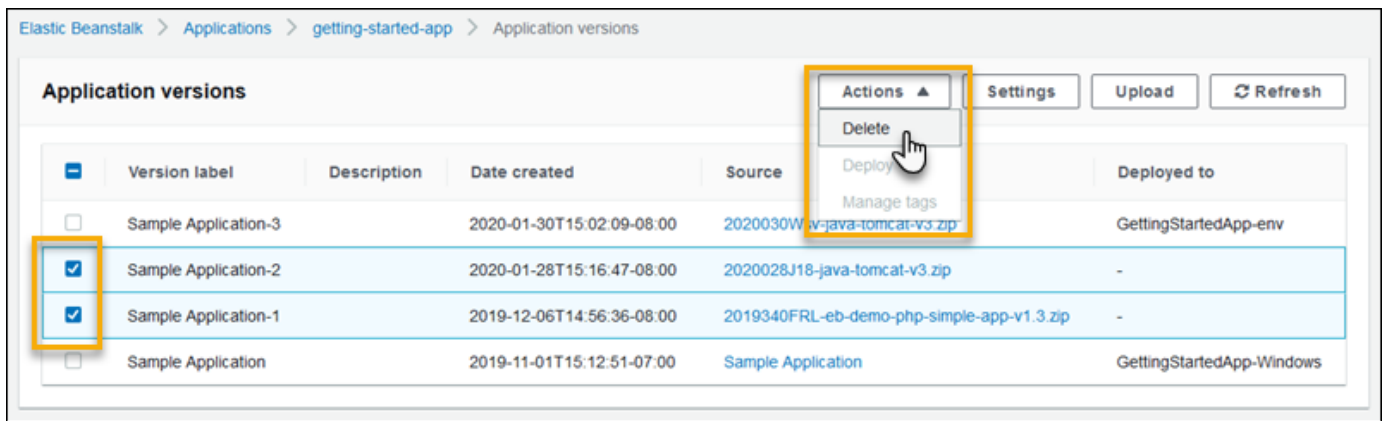 Elastic Beanstalk > Applications > getting-started-app > Application versions
Application versions Actions ▲ Settings Upload Refresh
Delete
Version label Description Date created Source Deploy Deployed to
Manage tags
Sample Application-3 2020-01-30T15:02:09-08:00 GettingStartedApp-env
Sample Application-2 2020-01-28T15:16:47-08:00 2020028J18-java-tomcat-v3.zip -
Sample Application-1 2019-12-06T14:56:36-08:00 2019340FRL-eb-demo-php-simple-app-v1.3.zip -
Sample Application 2019-11-01T15:12:51-07:00 Sample Application GettingStartedApp-Windows